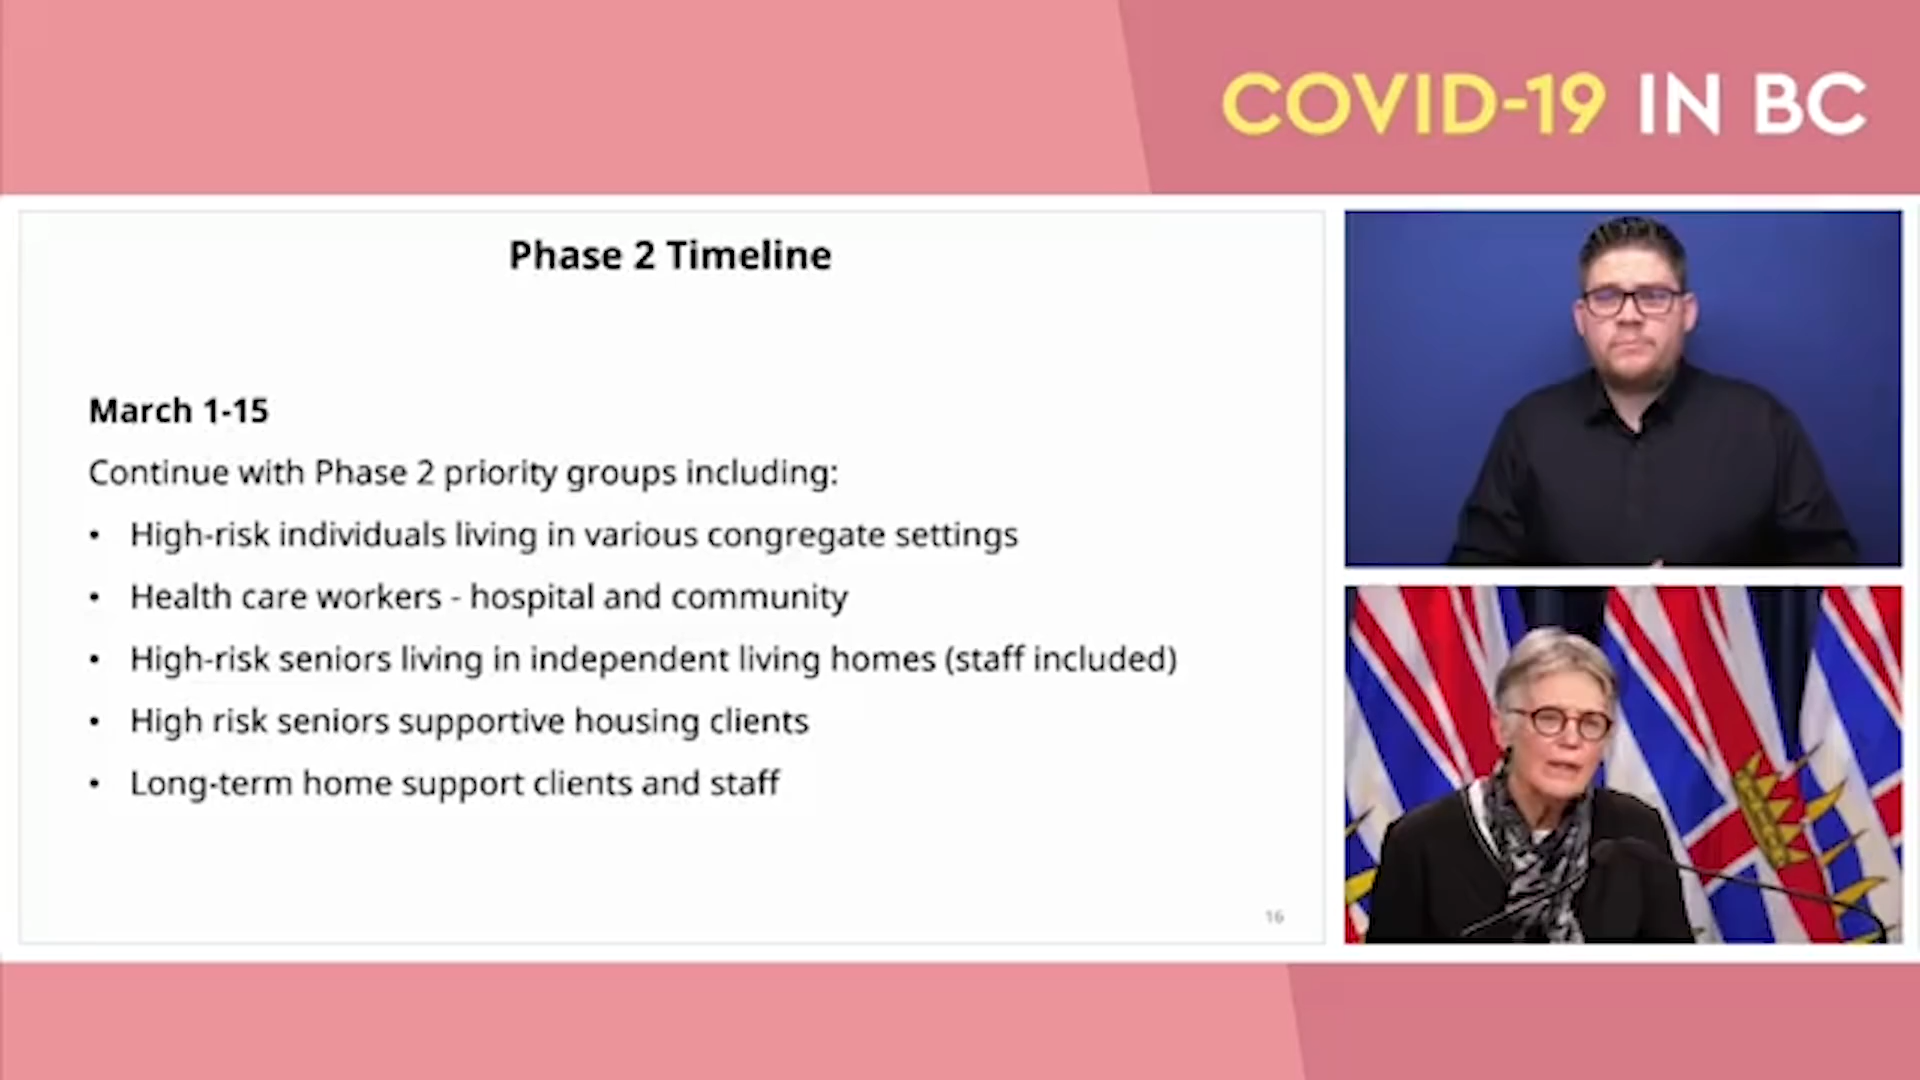 COVID-19 IN BC
Phase 2 Timeline
March 1-15
Continue with Phase 2 priority groups including:
• High-risk individuals living in various congregate settings
• Health care workers - hospital and community
• High-risk seniors living in independent living homes (staff included)
• High risk seniors supportive housing clients
• Long-term home support clients and staff
16